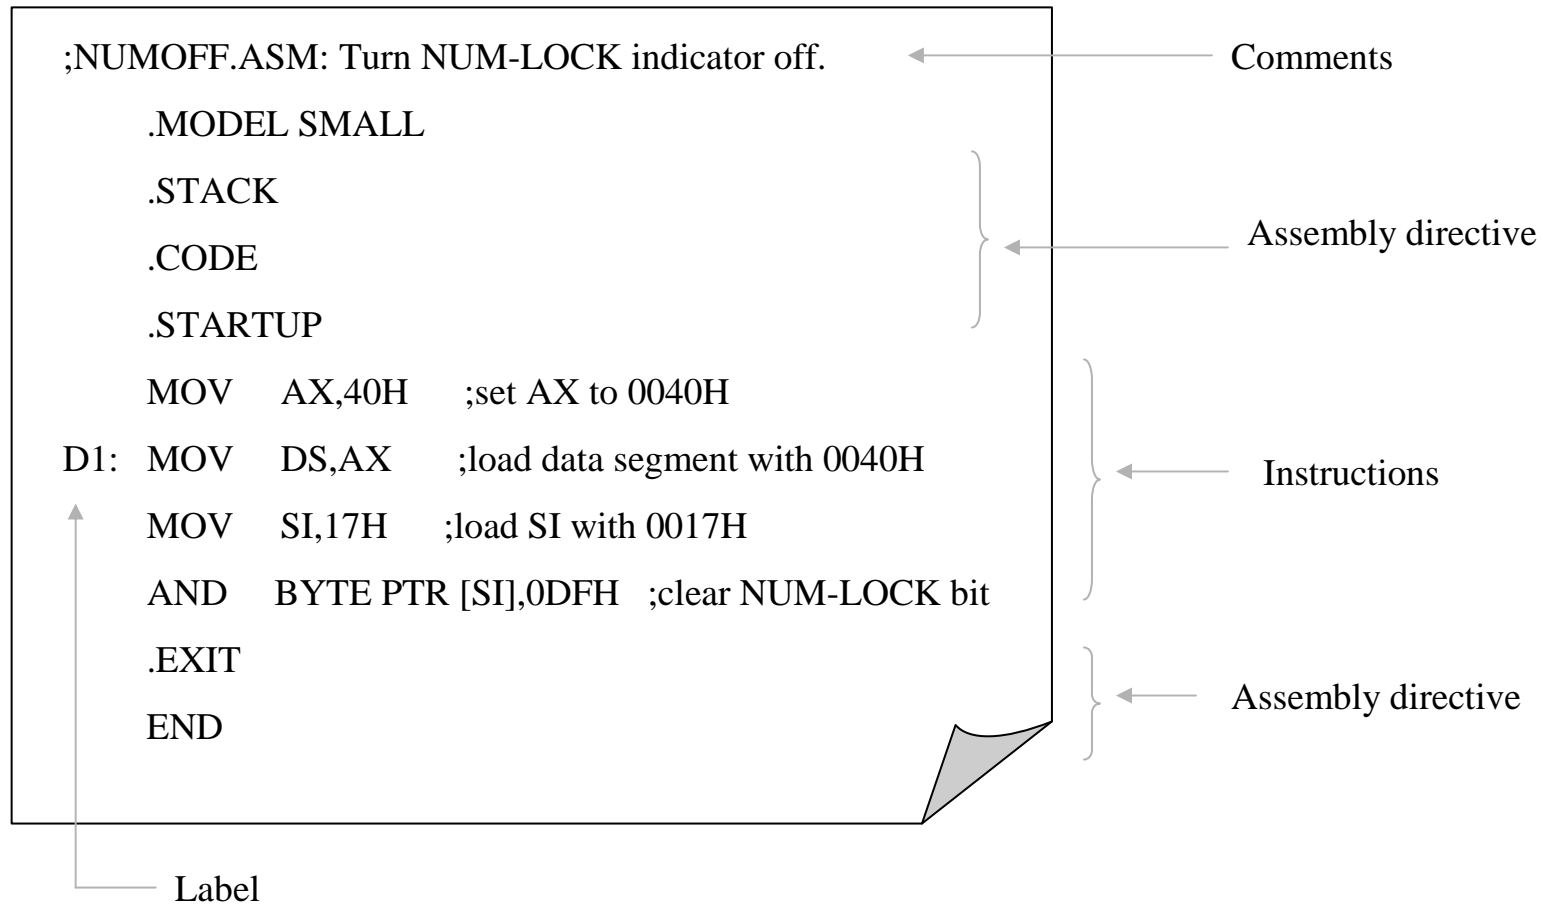 ;NUMOFF.ASM: Turn NUM-LOCK indicator off.
Comments
.MODEL SMALL
.STACK
.CODE
Assembly directive
.STARTUP
MOV AX,40H ;set AX to 0040H
D1: MOV DS,AX ;load data segment with 0040H
Instructions
MOV SI,17H ;load SI with 0017H
AND BYTE PTR [SI],0DFH ;clear NUM-LOCK bit
.EXIT
Assembly directive
END
Label